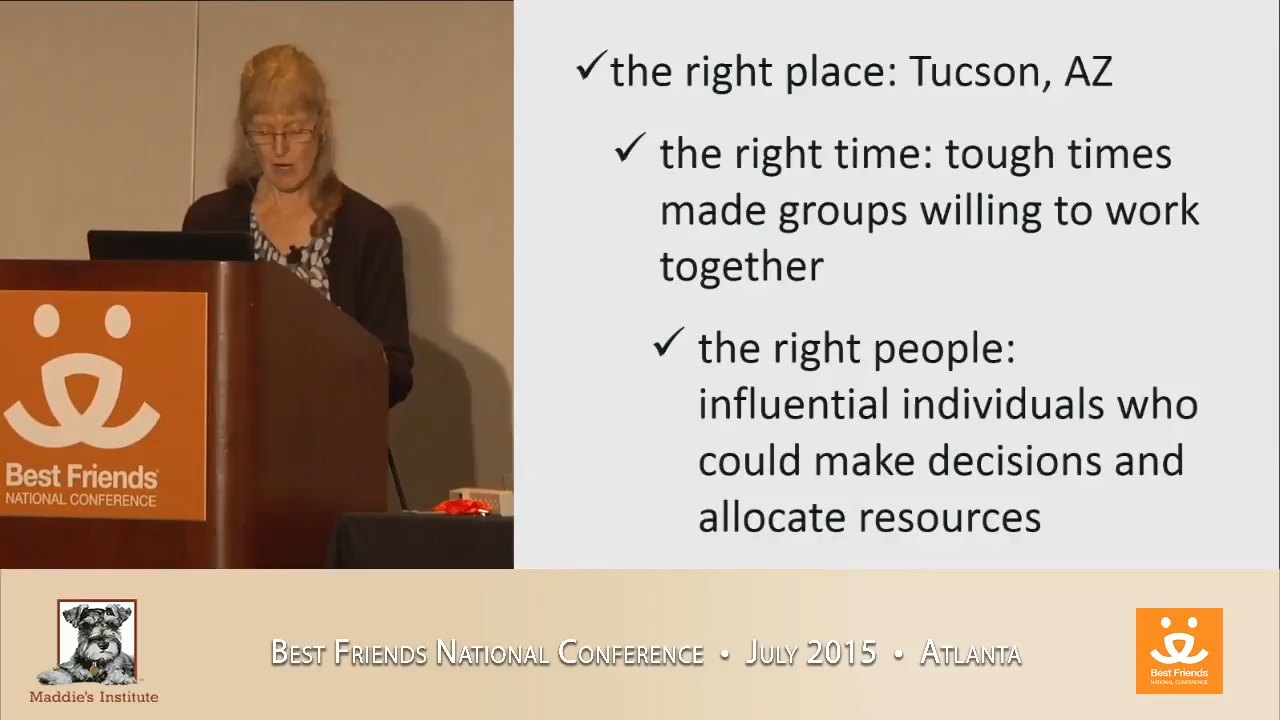 ✓the right place: Tucson, AZ
✓ the right time: tough times
made groups willing to work
together
✓ the right people:
influential individuals who
could make decisions and
allocate resources
Best Friends
NATIONAL CONFERENCE
Maddie's Institute
Best Friends National Conference • July 2015 • Atlanta
Best Friends
NATIONAL CONFERENCE